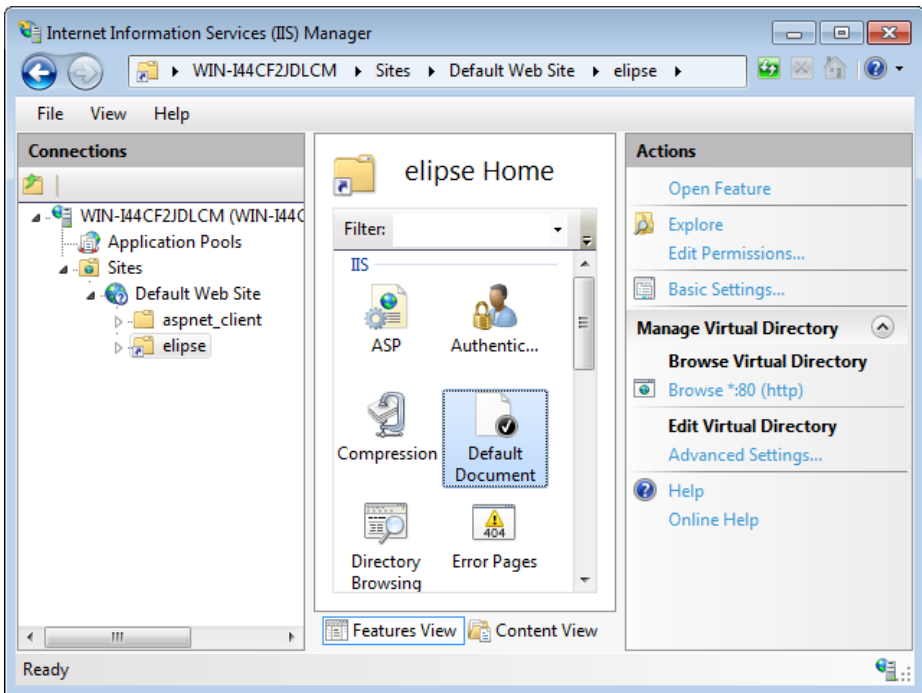 Internet Information Services (IIS) Manager
WIN-I44CF2JDLCM Sites Default Web Site elipse
File View Help
Connections
WIN-I44CF2JDLCM (WIN-I44C
Application Pools
Sites
Default Web Site
aspnet_client
elipse
elipse Home
Filter:
IIS
ASP
Authentic...
Compression
Default
Document
404
Directory
Browsing
Error Pages
Features View
Content View
Actions
Open Feature
Explore
Edit Permissions...
Basic Settings...
Manage Virtual Directory
Browse Virtual Directory
Browse *:80 (http)
Edit Virtual Directory
Advanced Settings...
Help
Online Help
Ready